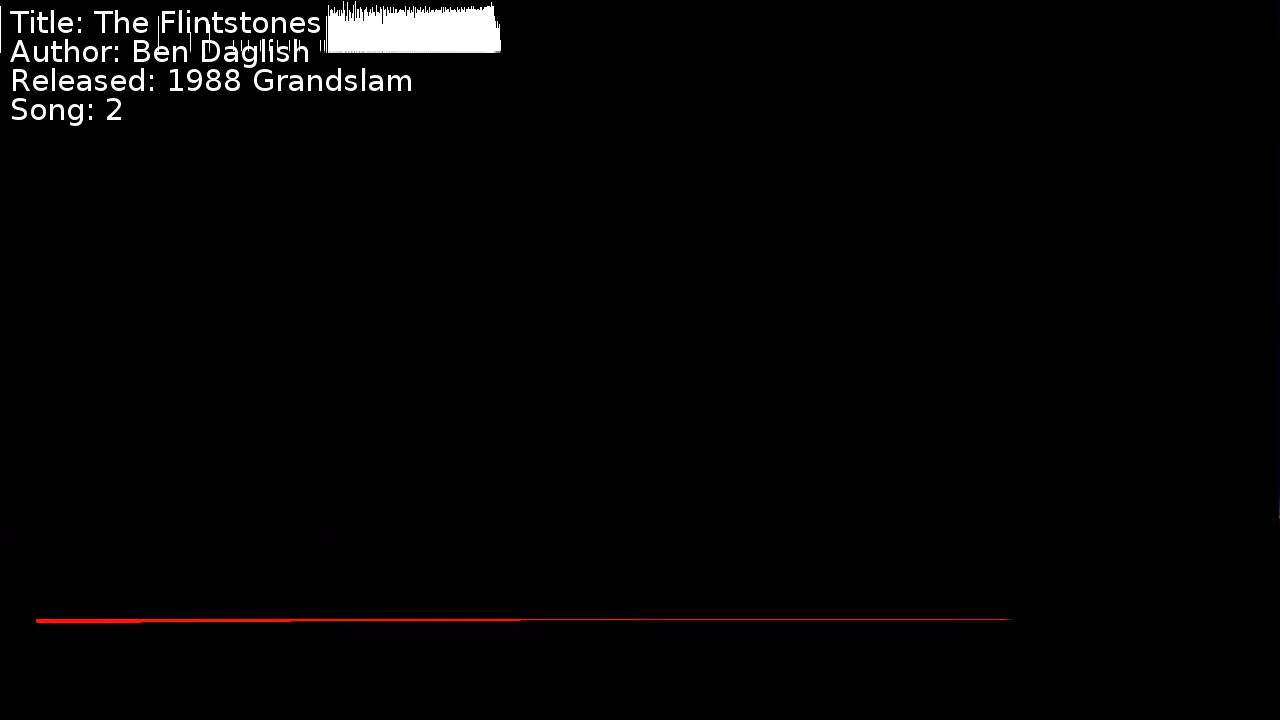 Title: The Flintstones
Author: Ben Daglish
Released: 1988 Grandslam
Song: 2